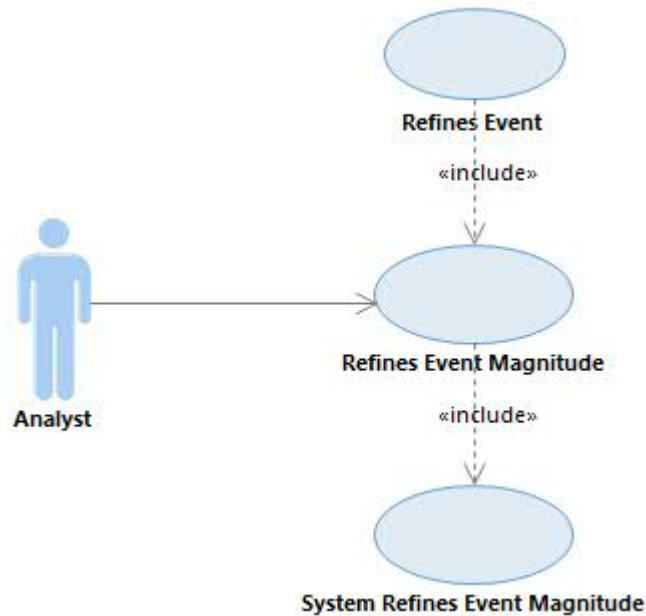 Refines Event
«include»
Refines Event Magnitude
Analyst
«include»
System Refines Event Magnitude